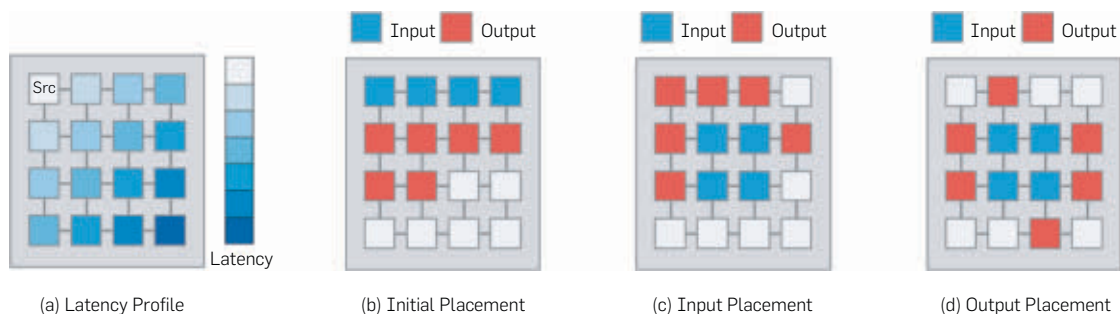 Input Output
Input Output
Input Output
Src
Latency
(a) Latency Profile
(b) Initial Placement
(c) Input Placement
(d) Output Placement